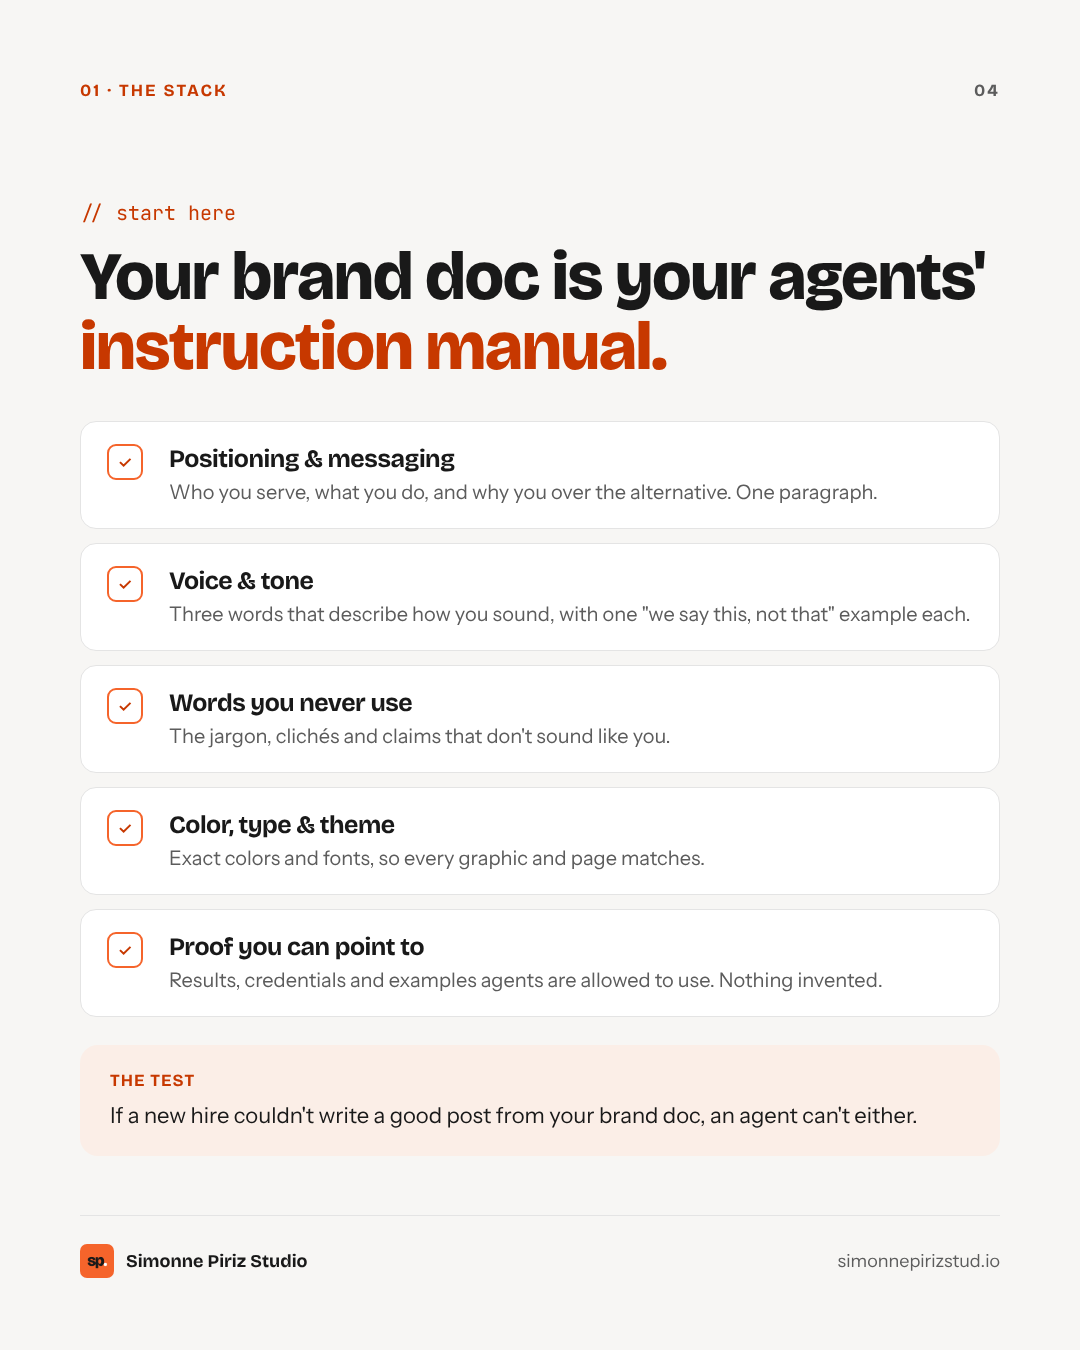 01 · THE STACK
04
// start here
Your brand doc is your agents'
instruction manual.
Positioning & messaging
Who you serve, what you do, and why you over the alternative. One paragraph.
Voice & tone
Three words that describe how you sound, with one "we say this, not that" example each.
Words you never use
The jargon, clichés and claims that don't sound like you.
Color, type & theme
Exact colors and fonts, so every graphic and page matches.
Proof you can point to
Results, credentials and examples agents are allowed to use. Nothing invented.
THE TEST
If a new hire couldn't write a good post from your brand doc, an agent can't either.
sp.
Simonne Piriz Studio
simonnepirizstud.io